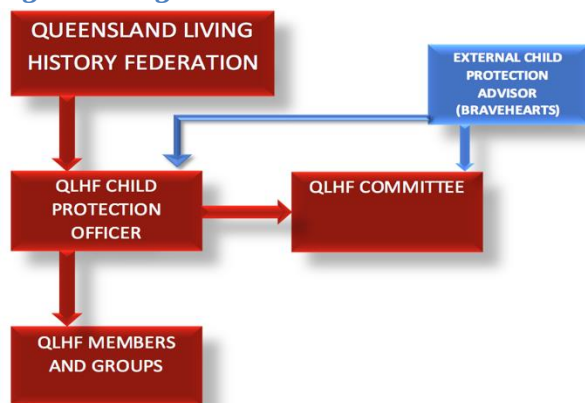 QUEENSLAND LIVING
HISTORY FEDERATION
EXTERNAL CHILD
PROTECTION
ADVISOR
(BRAVEHEARTS)
QLHF CHILD
PROTECTION
OFFICER
QLHF COMMITTEE
QLHF MEMBERS
AND GROUPS